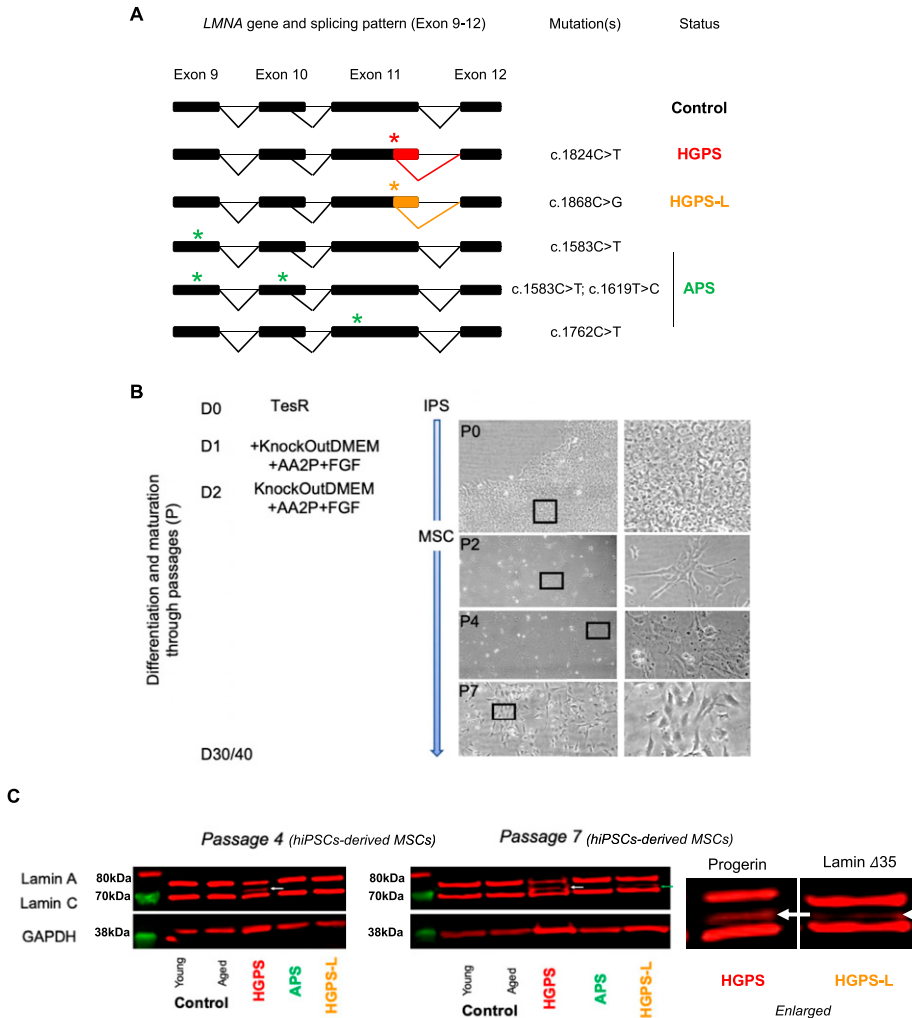 A
LMNA gene and splicing pattern (Exon 9-12) Mutation(s) Status
Exon 9 Exon 10 Exon 11 Exon 12
Control
*
c.1824C>T HGPS
*
c.1868C>G HGPS-L
*
c.1583C>T
* *
c.1583C>T; c.1619T>C APS
*
c.1762C>T
B
Differentiation and maturation
through passages (P)
D0 TesR IPS
D1 +KnockOutDMEM
+AA2P+FGF
D2 KnockOutDMEM
+AA2P+FGF
MSC
D30/40
P0
P2
P4
P7
C
Passage 4 (hiPSCs-derived MSCs)
Lamin A 80kDa
Lamin C 70kDa
GAPDH 38kDa
Young Aged HGPS APS HGPS-L
Control
Passage 7 (hiPSCs-derived MSCs)
80kDa
70kDa
38kDa
Young Aged HGPS APS HGPS-L
Control
Progerin Lamin Δ35
HGPS HGPS-L
Enlarged